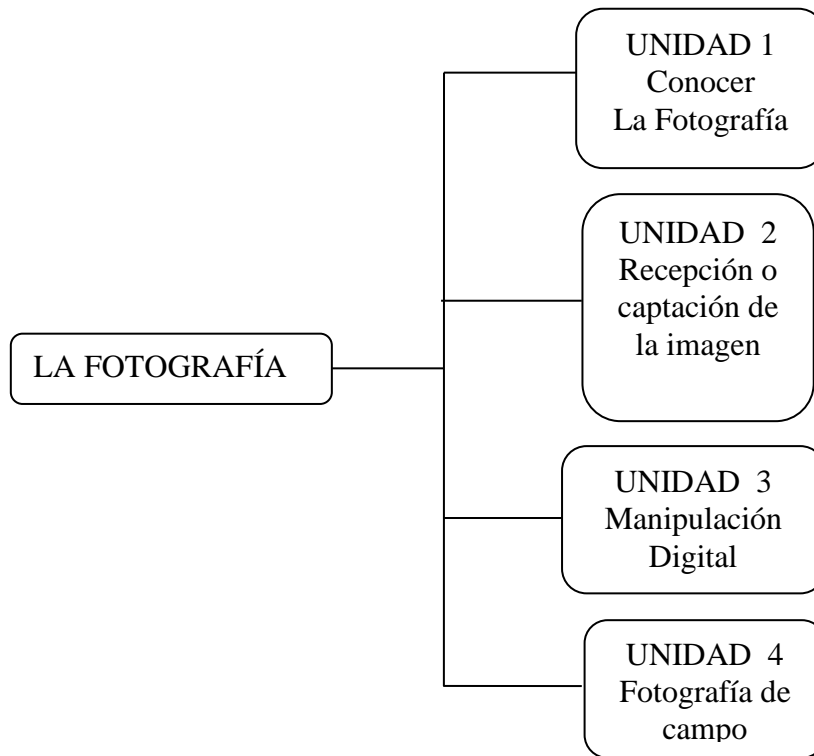 LA FOTOGRAFÍA
UNIDAD 1
Conocer
La Fotografía
UNIDAD 2
Recepción o
captación de
la imagen
UNIDAD 3
Manipulación
Digital
UNIDAD 4
Fotografía de
campo